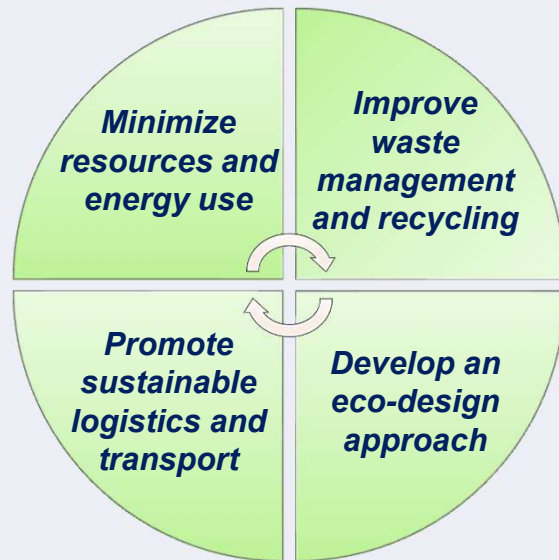 Minimize
resources and
energy use
Improve
waste
management
and recycling
Promote
sustainable
logistics and
transport
Develop an
eco-design
approach